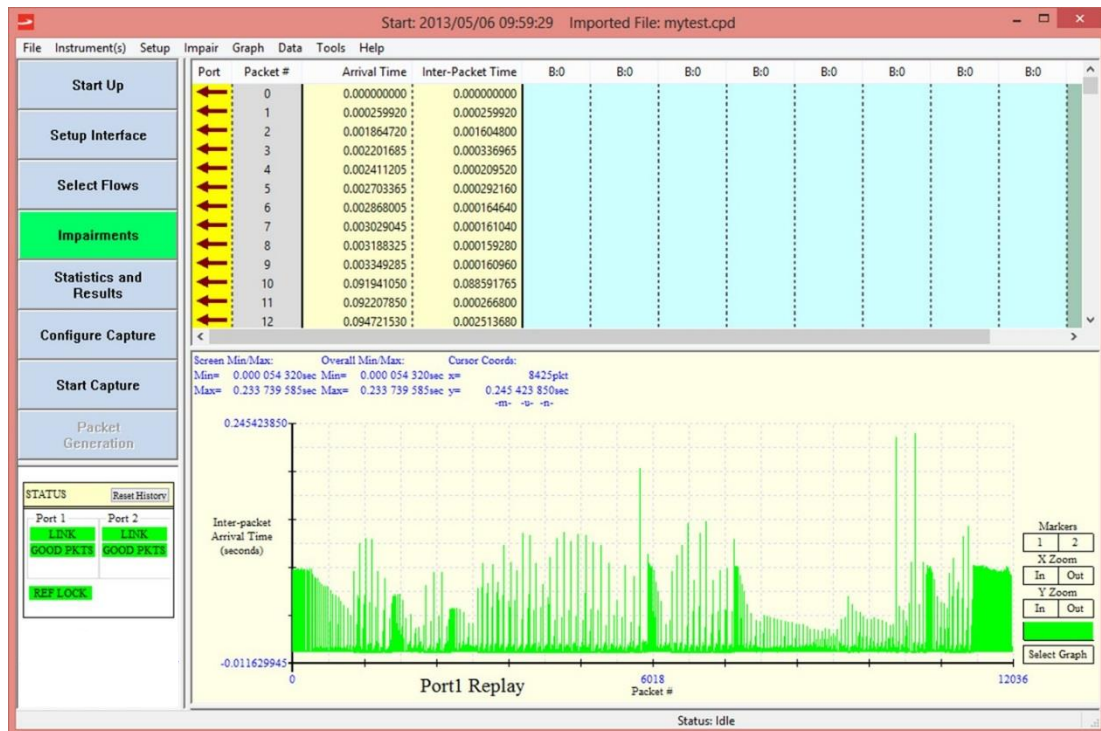 Start: 2013/05/06 09:59:29 Imported File: mytest.cpd
File Instrument(s) Setup Impair Graph Data Tools Help
Start Up
Setup Interface
Select Flows
Impairments
Statistics and
Results
Configure Capture
Start Capture
Packet
Generation
STATUS Reset History
Port 1 Port 2
LINK LINK
GOOD PKTS GOOD PKTS
REF LOCK
Port Packet # Arrival Time Inter-Packet Time B:0 B:0 B:0 B:0 B:0 B:0 B:0 B:0
0 0.000000000 0.000000000
1 0.000259920 0.000259920
2 0.001864720 0.001604800
3 0.002201685 0.000336965
4 0.002411205 0.000209520
5 0.002703365 0.000292160
6 0.002868005 0.000164640
7 0.003029045 0.000161040
8 0.003188325 0.000159280
9 0.003349285 0.000160960
10 0.091941050 0.088591765
11 0.092207850 0.000266800
12 0.094721530 0.002513680
Screen Min/Max: Overall Min/Max: Cursor Coords:
Min= 0.000 054 320sec Min= 0.000 054 320sec x= 8425pkt
Max= 0.233 739 585sec Max= 0.233 739 585sec y= 0.245 423 850sec
-m- -u- -n-
0.245423850
Inter-packet
Arrival Time
(seconds)
-0.011629945
0 6018 12036
Port1 Replay Packet #
Markers
1 2
X Zoom
In Out
Y Zoom
In Out
Select Graph
Status: Idle